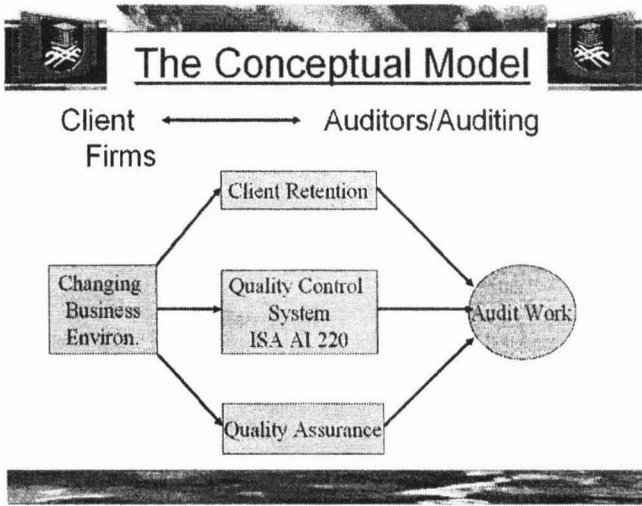 The Conceptual Model
Client
Firms
Auditors/Auditing
Client Retention
Changing
Business
Environ.
Quality Control
System
ISA AI 220
Audit Work
Quality Assurance